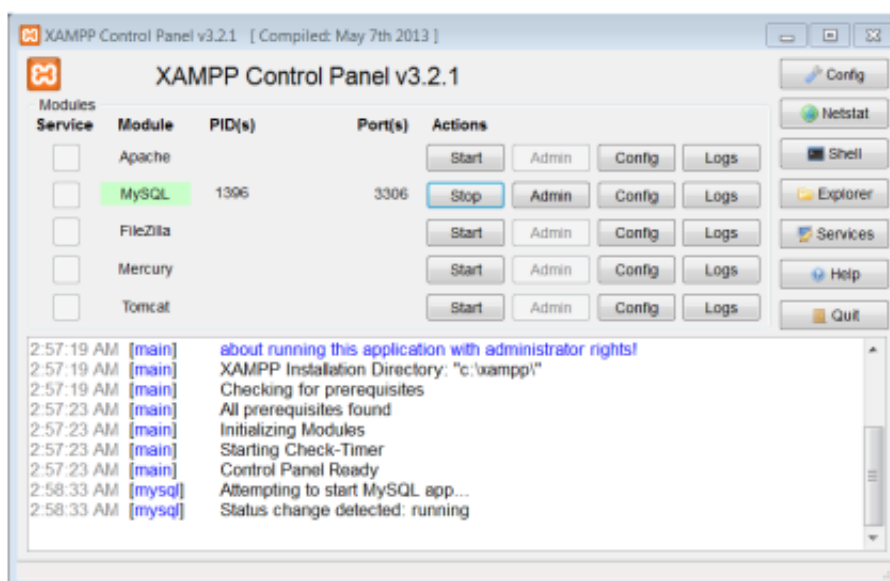 XAMPP Control Panel v3.2.1 [ Compiled: May 7th 2013 ]
XAMPP Control Panel v3.2.1
Config
Modules
Service Module PID(s) Port(s) Actions
Netstat
Apache Start Admin Config Logs
Shell
MySQL 1396 3306 Stop Admin Config Logs
Explorer
FileZilla Start Admin Config Logs
Services
Mercury Start Admin Config Logs
Help
Tomcat Start Admin Config Logs
Quit
2:57:19 AM [main] about running this application with administrator rights!
2:57:19 AM [main] XAMPP Installation Directory: "c:\xampp\"
2:57:19 AM [main] Checking for prerequisites
2:57:23 AM [main] All prerequisites found
2:57:23 AM [main] Initializing Modules
2:57:23 AM [main] Starting Check-Timer
2:57:23 AM [main] Control Panel Ready
2:58:33 AM [mysql] Attempting to start MySQL app...
2:58:33 AM [mysql] Status change detected: running